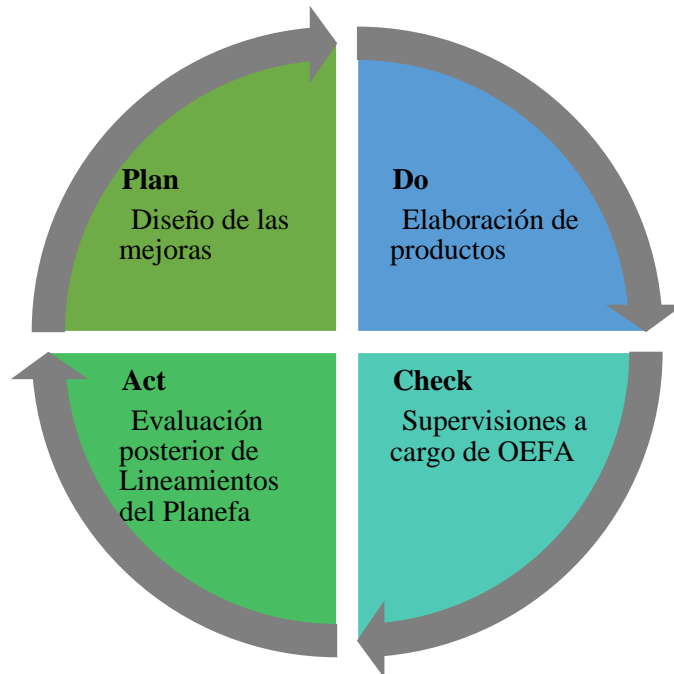 Plan
Diseño de las
mejoras
Do
Elaboración de
productos
Act
Evaluación
posterior de
Lineamientos
del Planefa
Check
Supervisiones a
cargo de OEFA